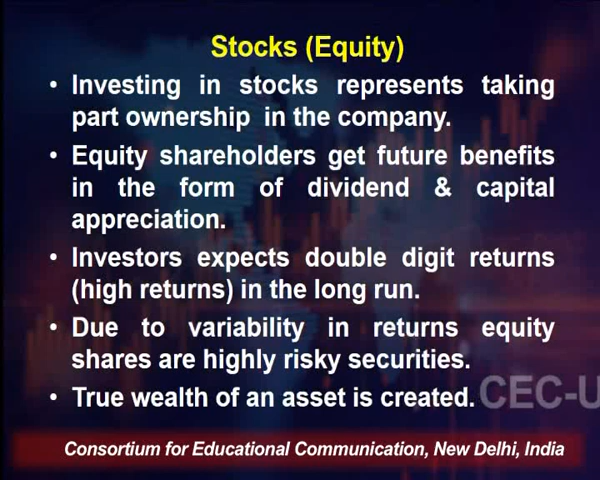 Stocks (Equity)
• Investing in stocks represents taking
part ownership in the company.
• Equity shareholders get future benefits
in the form of dividend & capital
appreciation.
• Investors expects double digit returns
(high returns) in the long run.
• Due to variability in returns equity
shares are highly risky securities.
• True wealth of an asset is created.
CEC-U
Consortium for Educational Communication, New Delhi, India